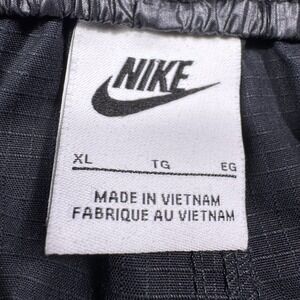 NIKE
XL TG EG
MADE IN VIETNAM
FABRIQUE AU VIETNAM